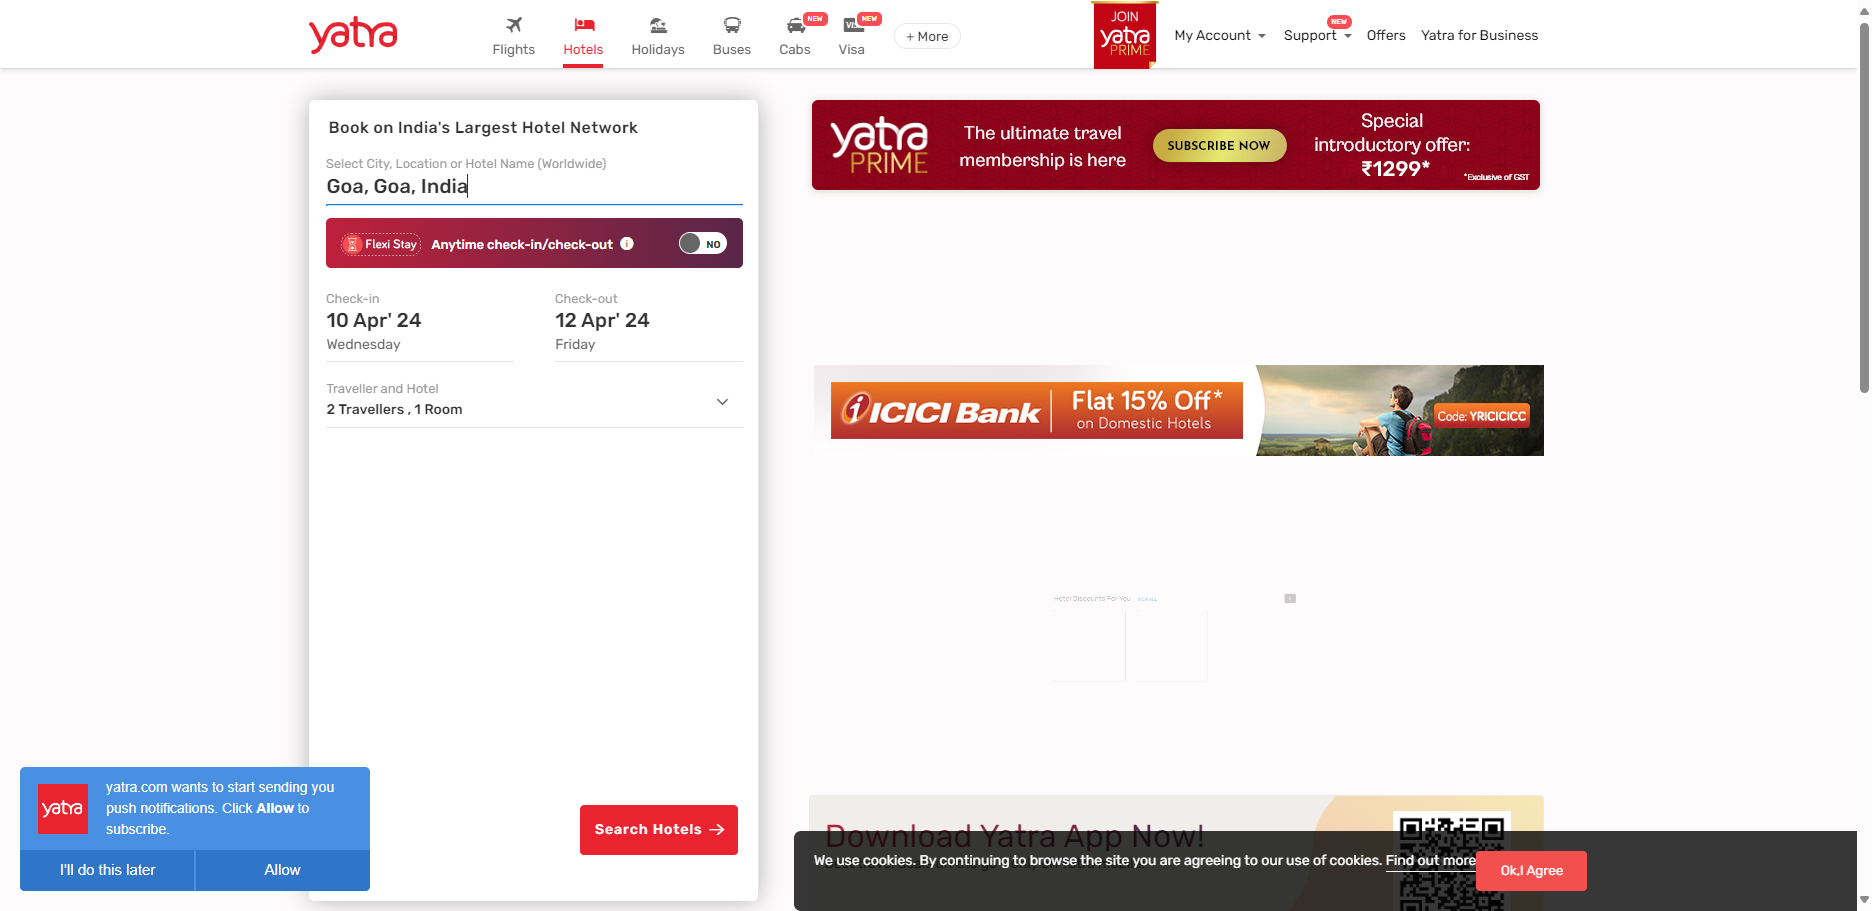 yatra
Flights
Hotels
Holidays
Buses
NEW
Cabs
NEW
Visa
+ More
JOIN
yatra
PRIME
My Account
NEW
Support
Offers
Yatra for Business
Book on India's Largest Hotel Network
Select City, Location or Hotel Name (Worldwide)
Goa, Goa, India
Flexi Stay
Anytime check-in/check-out
i
NO
Check-in
10 Apr' 24
Wednesday
Check-out
12 Apr' 24
Friday
Traveller and Hotel
2 Travellers , 1 Room
Search Hotels
yatra
PRIME
The ultimate travel
membership is here
SUBSCRIBE NOW
Special
introductory offer:
₹1299*
*Exclusive of GST
ICICI Bank
Flat 15% Off*
on Domestic Hotels
Code: YRICICICC
Hotel Discounts For You
VIEW ALL
Download Yatra App Now!
We use cookies. By continuing to browse the site you are agreeing to our use of cookies. Find out more
Ok,I Agree
yatra
yatra.com wants to start sending you
push notifications. Click Allow to
subscribe.
I'll do this later
Allow